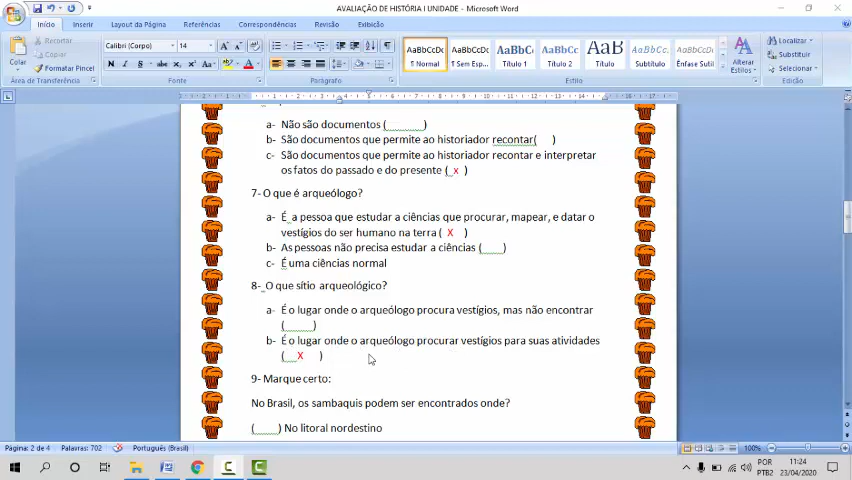 AVALIAÇÃO DE HISTÓRIA I UNIDADE - Microsoft Word
Início Inserir Layout da Página Referências Correspondências Revisão Exibição
Colar
Recortar
Copiar
Formatar Pincel
Área de Transferência
Calibri (Corpo) 14
Fonte
Parágrafo
AaBbCcDc AaBbCcDc AaBbC AaBbCc AaB AaBbCcL AaBbCcDt
¶ Normal ¶ Sem Esp... Título 1 Título 2 Título Subtítulo Ênfase Sutil
Estilo
Alterar Estilos
Localizar
Substituir
Selecionar
Edição
a- Não são documentos (_______)
b- São documentos que permite ao historiador recontar( )
c- São documentos que permite ao historiador recontar e interpretar
os fatos do passado e do presente (_x )
7- O que é arqueólogo?
a- É a pessoa que estudar a ciências que procurar, mapear, e datar o
vestígios do ser humano na terra ( X )
b- As pessoas não precisa estudar a ciências (____)
c- É uma ciências normal
8- O que sítio arqueológico?
a- É o lugar onde o arqueólogo procura vestígios, mas não encontrar
(_____)
b- É o lugar onde o arqueólogo procurar vestígios para suas atividades
(__X )
9- Marque certo:
No Brasil, os sambaquis podem ser encontrados onde?
(____) No litoral nordestino
Página: 2 de 4 Palavras: 702 Português (Brasil) 100%
POR
PTB2
11:24
23/04/2020